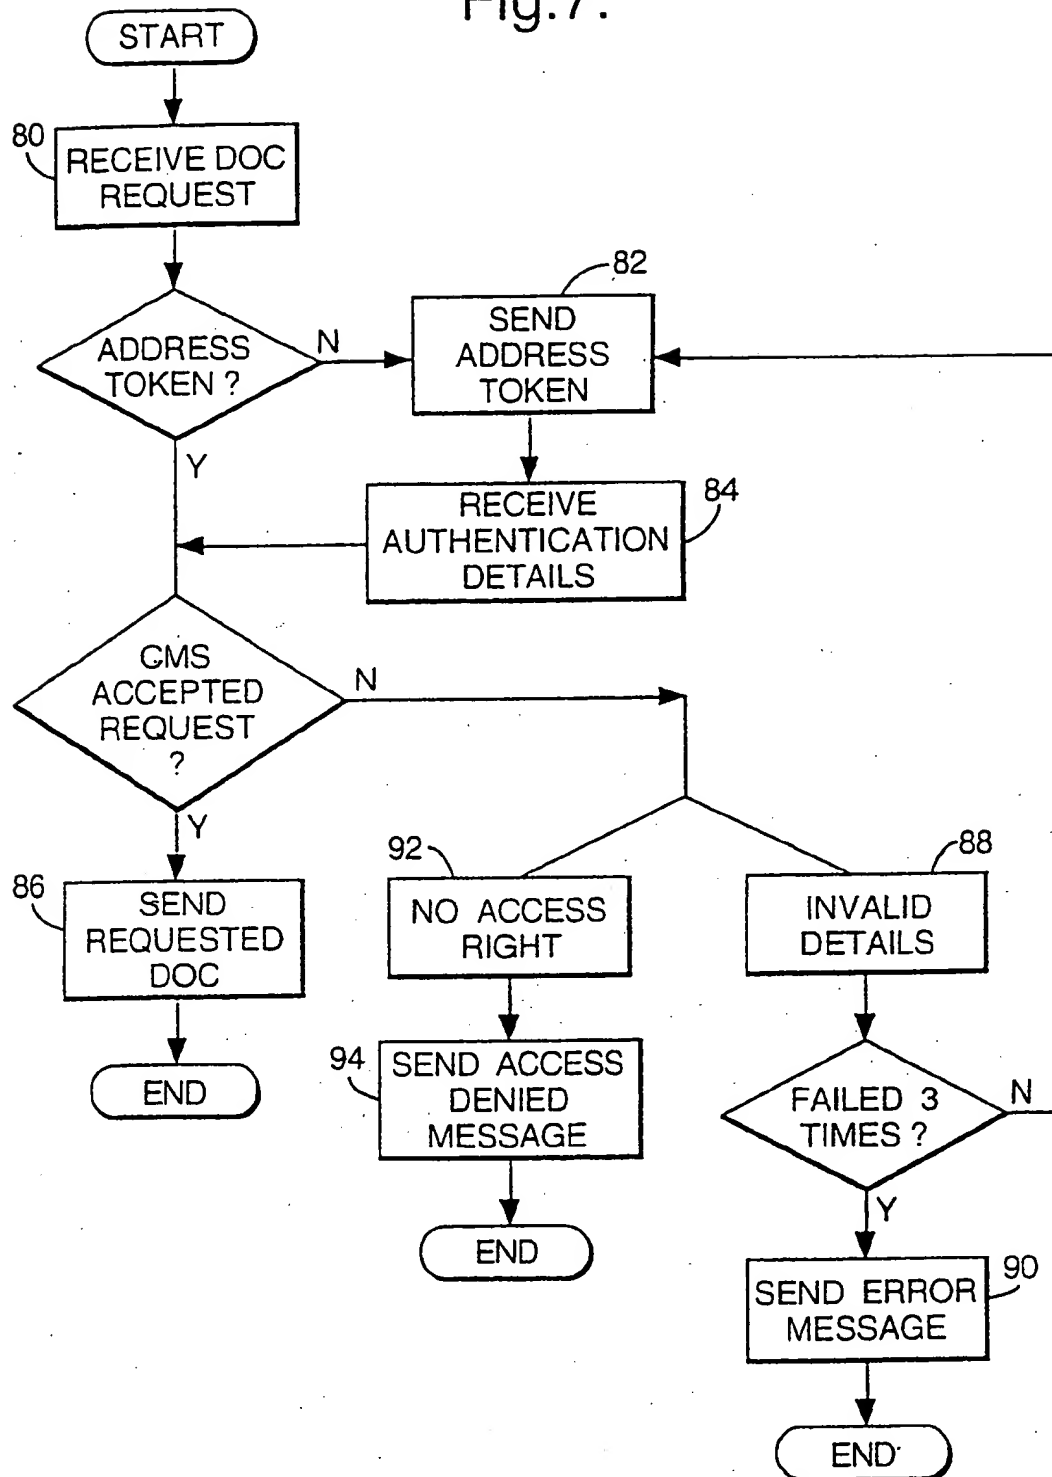 Fig.7.
START
80
RECEIVE DOC
REQUEST
ADDRESS
TOKEN ?
N
Y
82
SEND
ADDRESS
TOKEN
84
RECEIVE
AUTHENTICATION
DETAILS
GMS
ACCEPTED
REQUEST
?
N
Y
86
SEND
REQUESTED
DOC
END
92
NO ACCESS
RIGHT
94
SEND ACCESS
DENIED
MESSAGE
END
88
INVALID
DETAILS
FAILED 3
TIMES ?
N
Y
90
SEND ERROR
MESSAGE
END